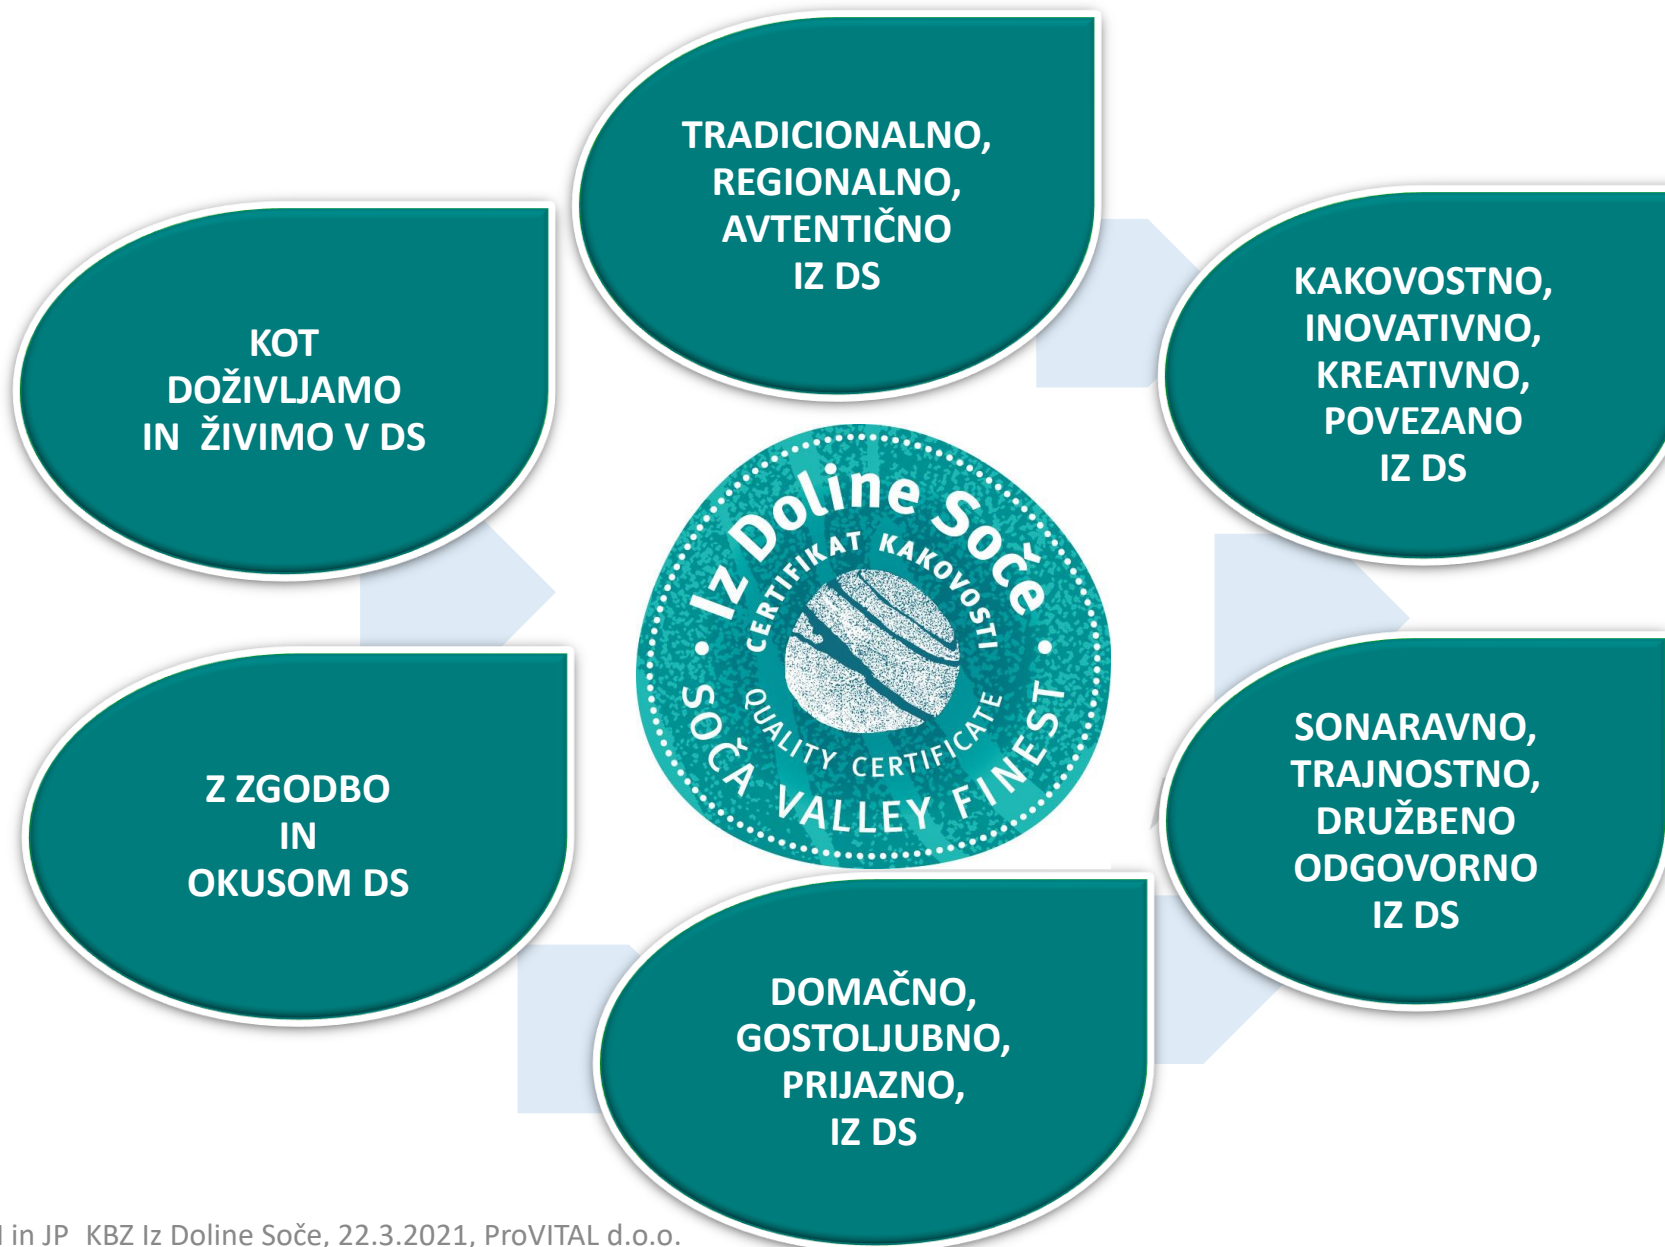 TRADICIONALNO,
REGIONALNO,
AVTENTIČNO
IZ DS
KAKOVOSTNO,
INOVATIVNO,
KREATIVNO,
POVEZANO
IZ DS
SONARAVNO,
TRAJNOSTNO,
DRUŽBENO
ODGOVORNO
IZ DS
DOMAČNO,
GOSTOLJUBNO,
PRIJAZNO,
IZ DS
Z ZGODBO
IN
OKUSOM DS
KOT
DOŽIVLJAMO
IN ŽIVIMO V DS
Iz Doline Soče
CERTIFIKAT KAKOVOSTI
QUALITY CERTIFICATE
SOČA VALLEY FINEST
in JP KBZ Iz Doline Soče, 22.3.2021, ProVITAL d.o.o.